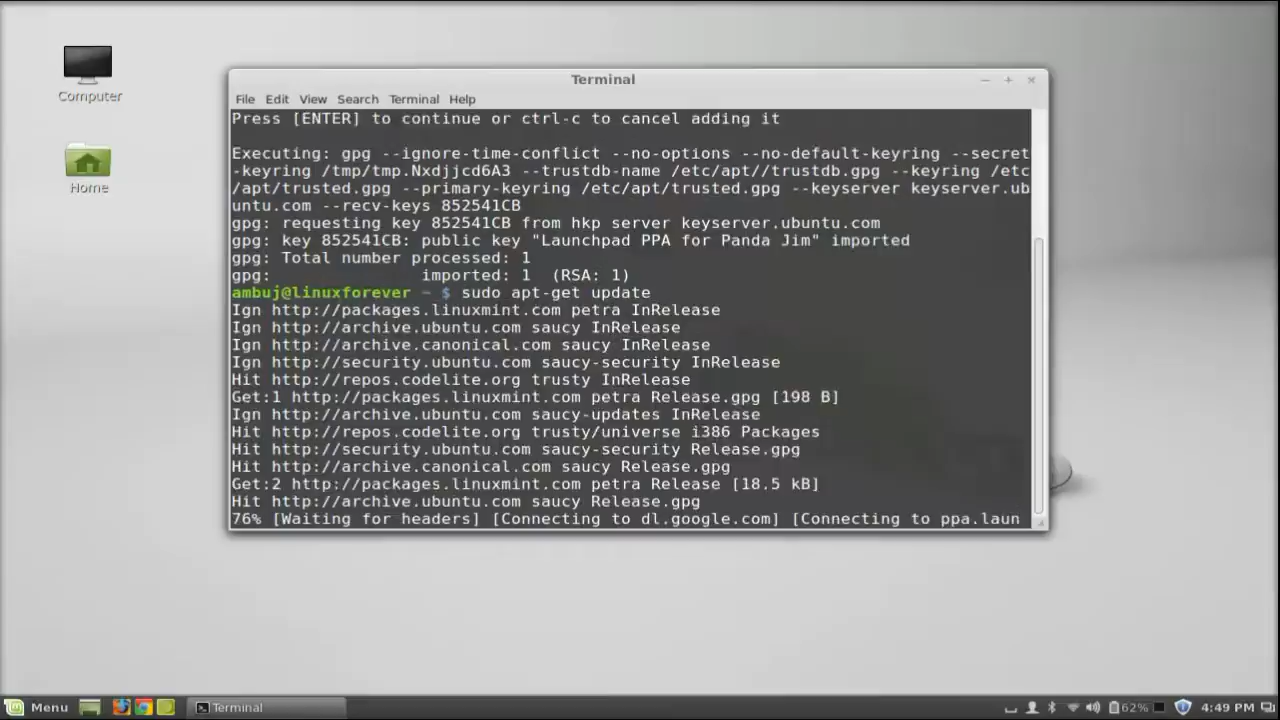 Computer
Home
Terminal
File Edit View Search Terminal Help
Press [ENTER] to continue or ctrl-c to cancel adding it
Executing: gpg --ignore-time-conflict --no-options --no-default-keyring --secret
-keyring /tmp/tmp.Nxdjjcd6A3 --trustdb-name /etc/apt//trustdb.gpg --keyring /etc
/apt/trusted.gpg --primary-keyring /etc/apt/trusted.gpg --keyserver keyserver.ub
untu.com --recv-keys 852541CB
gpg: requesting key 852541CB from hkp server keyserver.ubuntu.com
gpg: key 852541CB: public key "Launchpad PPA for Panda Jim" imported
gpg: Total number processed: 1
gpg:               imported: 1  (RSA: 1)
ambuj@linuxforever ~ $ sudo apt-get update
Ign http://packages.linuxmint.com petra InRelease
Ign http://archive.ubuntu.com saucy InRelease
Ign http://archive.canonical.com saucy InRelease
Ign http://security.ubuntu.com saucy-security InRelease
Hit http://repos.codelite.org trusty InRelease
Get:1 http://packages.linuxmint.com petra Release.gpg [198 B]
Ign http://archive.ubuntu.com saucy-updates InRelease
Hit http://repos.codelite.org trusty/universe i386 Packages
Hit http://security.ubuntu.com saucy-security Release.gpg
Hit http://archive.canonical.com saucy Release.gpg
Get:2 http://packages.linuxmint.com petra Release [18.5 kB]
Hit http://archive.ubuntu.com saucy Release.gpg
76% [Waiting for headers] [Connecting to dl.google.com] [Connecting to ppa.laun
Menu Terminal 62% 4:49 PM